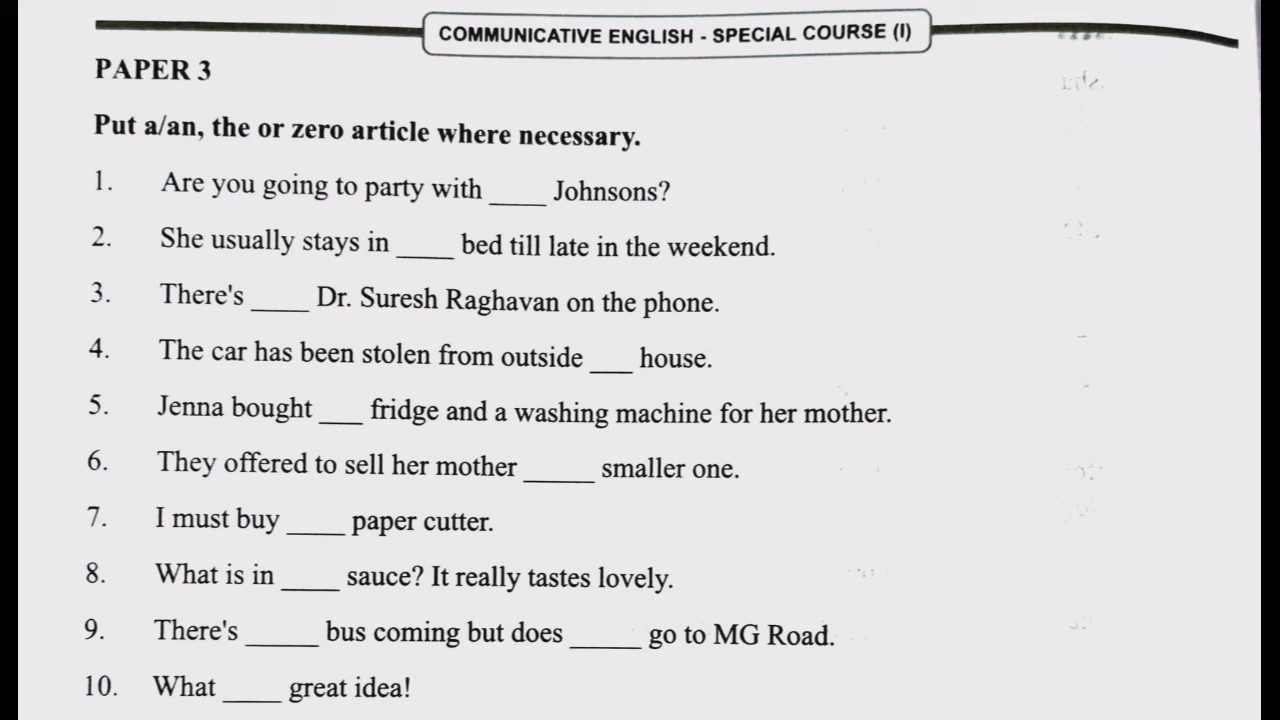 COMMUNICATIVE ENGLISH - SPECIAL COURSE (I)
PAPER 3
Put a/an, the or zero article where necessary.
1. Are you going to party with ____ Johnsons?
2. She usually stays in ____ bed till late in the weekend.
3. There's ____ Dr. Suresh Raghavan on the phone.
4. The car has been stolen from outside ___ house.
5. Jenna bought ___ fridge and a washing machine for her mother.
6. They offered to sell her mother _____ smaller one.
7. I must buy ____ paper cutter.
8. What is in ____ sauce? It really tastes lovely.
9. There's _____ bus coming but does _____ go to MG Road.
10. What ____ great idea!